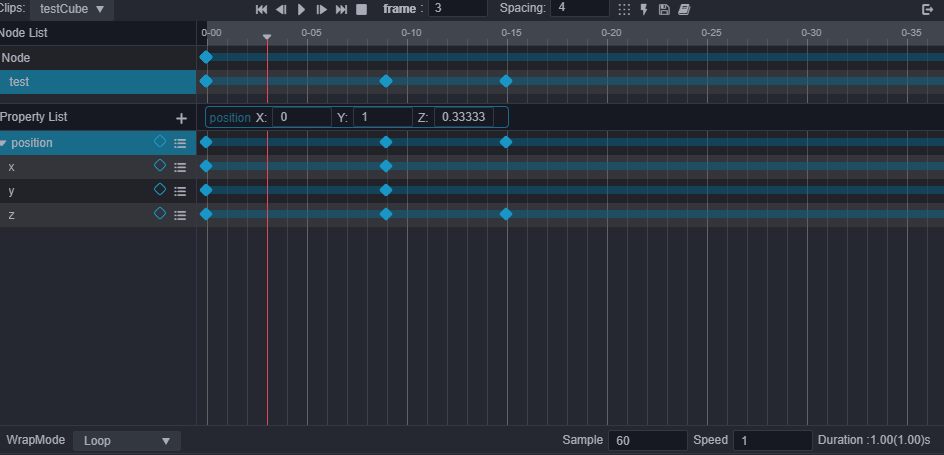 Clips: testCube frame : 3 Spacing: 4
Node List 0-00 0-05 0-10 0-15 0-20 0-25 0-30 0-35
Node
test
Property List + position X: 0 Y: 1 Z: 0.33333
position
x
y
z
WrapMode Loop Sample 60 Speed 1 Duration :1.00(1.00)s